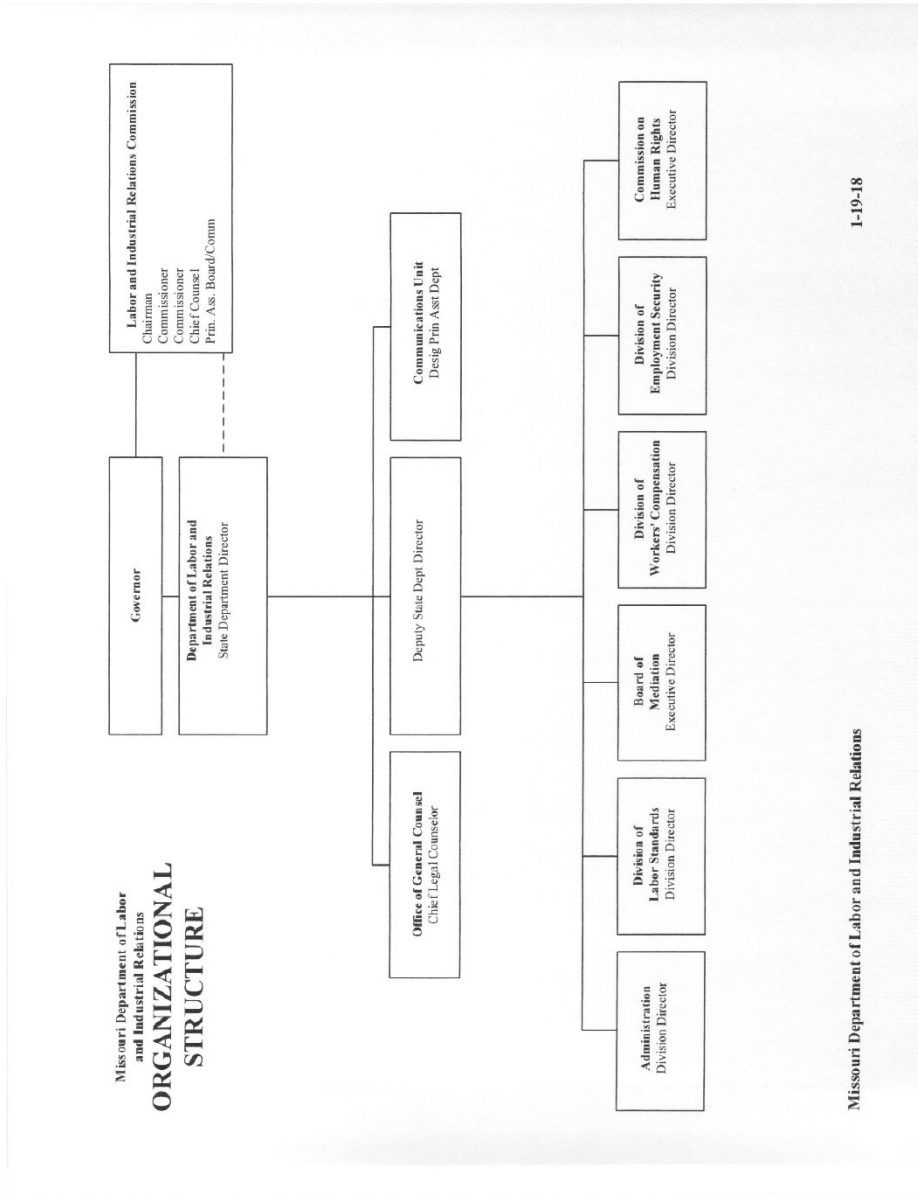 Missouri Department of Labor
and Industrial Relations
ORGANIZATIONAL
STRUCTURE
Governor
Labor and Industrial Relations Commission
Chairman
Commissioner
Commissioner
Chief Counsel
Prin. Ass. Board/Comm
Department of Labor and
Industrial Relations
State Department Director
Office of General Counsel
Chief Legal Counselor
Deputy State Dept Director
Communications Unit
Desig Prin Asst Dept
Administration
Division Director
Division of
Labor Standards
Division Director
Board of
Mediation
Executive Director
Division of
Workers' Compensation
Division Director
Division of
Employment Security
Division Director
Commission on
Human Rights
Executive Director
Missouri Department of Labor and Industrial Relations
1-19-18